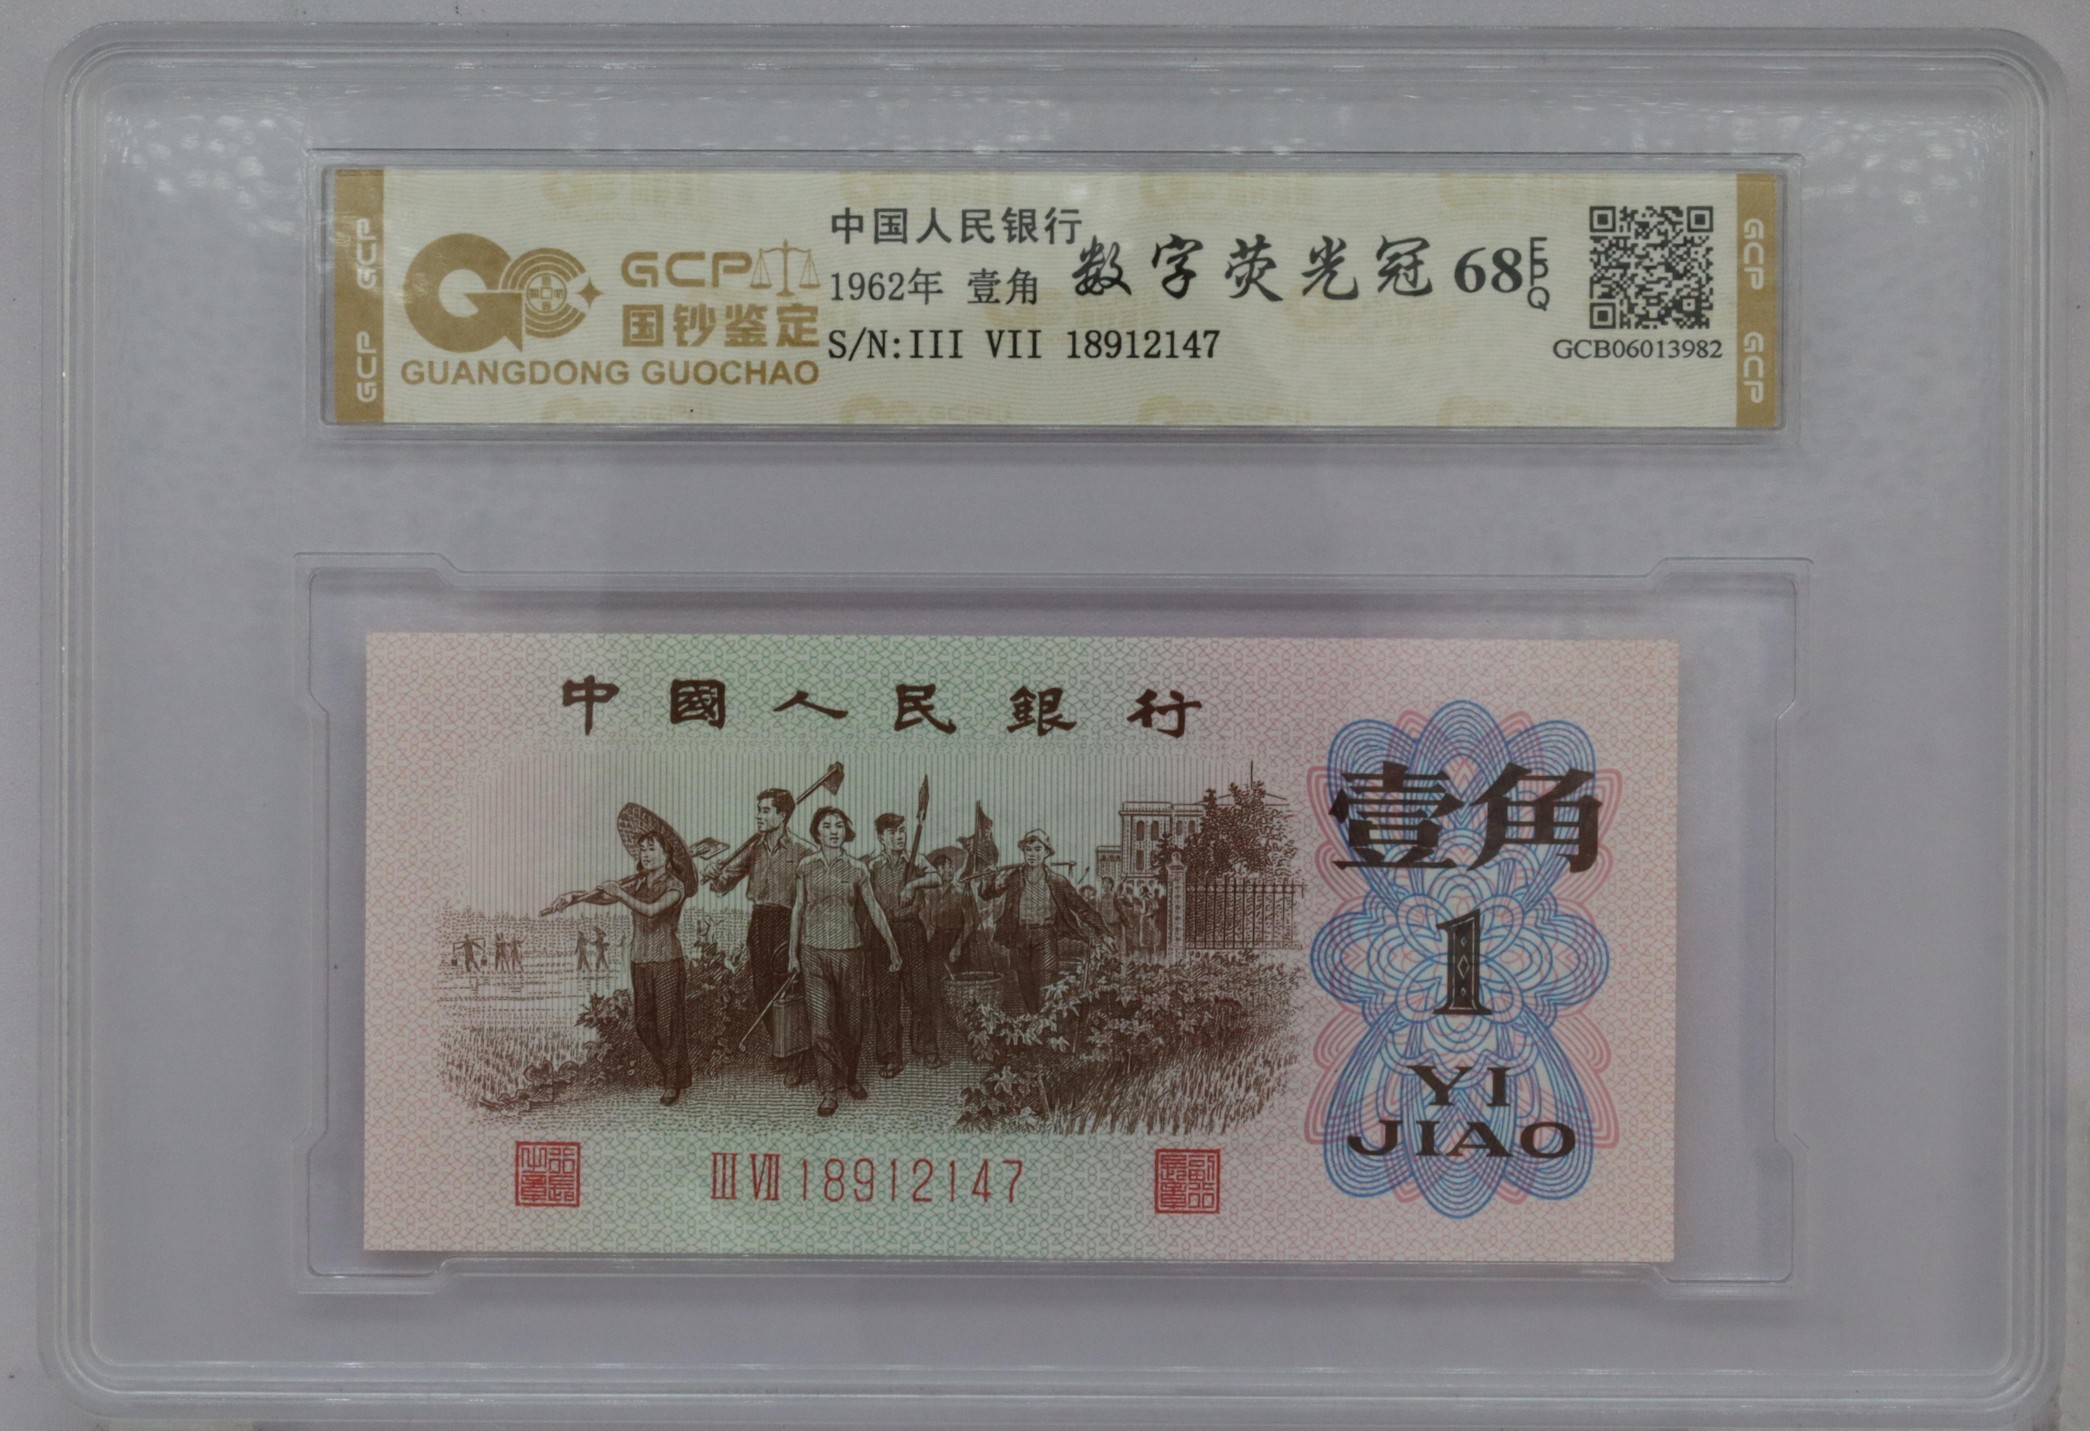 GCP
GCP
GCP
国钞鉴定
GUANGDONG GUOCHAO
中国人民银行
1962年 壹角
数字荧光冠 68 EPQ
S/N:III VII 18912147
GCB06013982
GCP
GCP
中國人民銀行
壹角
1
YI
JIAO
III VII 18912147